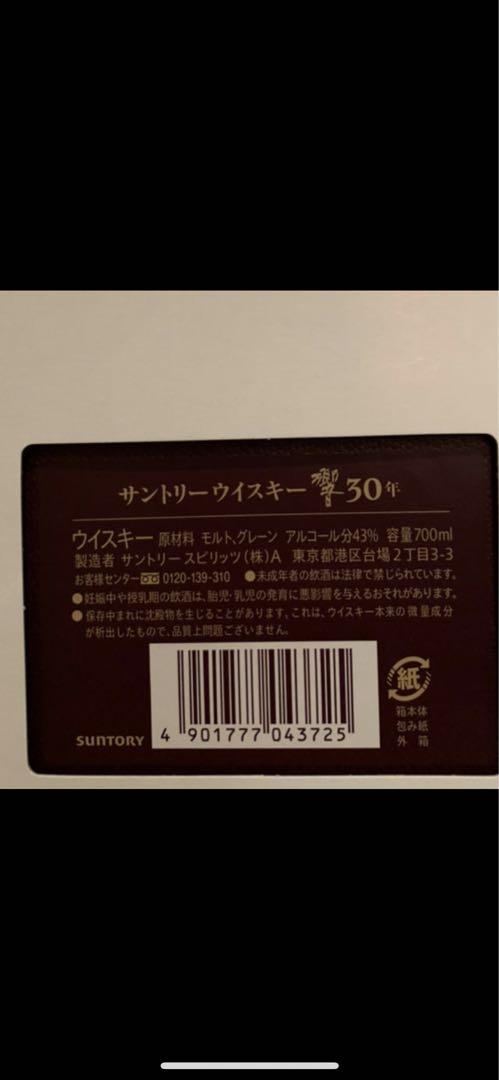 サントリーウイスキー 響 30年
ウイスキー 原材料 モルト、グレーン アルコール分43% 容量700ml
製造者 サントリースピリッツ(株)A 東京都港区台場2丁目3-3
お客様センター 0120-139-310 ●未成年者の飲酒は法律で禁じられています。
●妊娠中や授乳期の飲酒は、胎児・乳児の発育に悪影響を与えるおそれがあります。
●保存中まれに沈殿物を生じることがあります。これは、ウイスキー本来の微量成分
が析出したもので、品質上問題ございません。
紙
箱本体
包み紙
外箱
SUNTORY
4 901777 043725